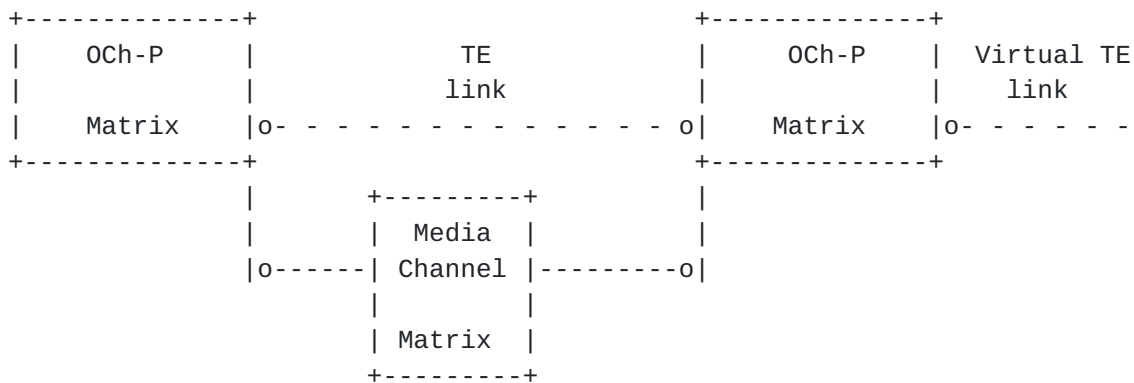 +--------------+                            +--------------+
|    OCh-P     |             TE             |     OCh-P    |  Virtual TE
|              |            link            |              |    link
|    Matrix    |o- - - - - - - - - - - - - o|    Matrix    |o- - - - - -
+--------------+                            +--------------+
               |       +---------+          |
               |       |  Media  |          |
               |o------| Channel |---------o|
                       |         |
                       | Matrix  |
                       +---------+